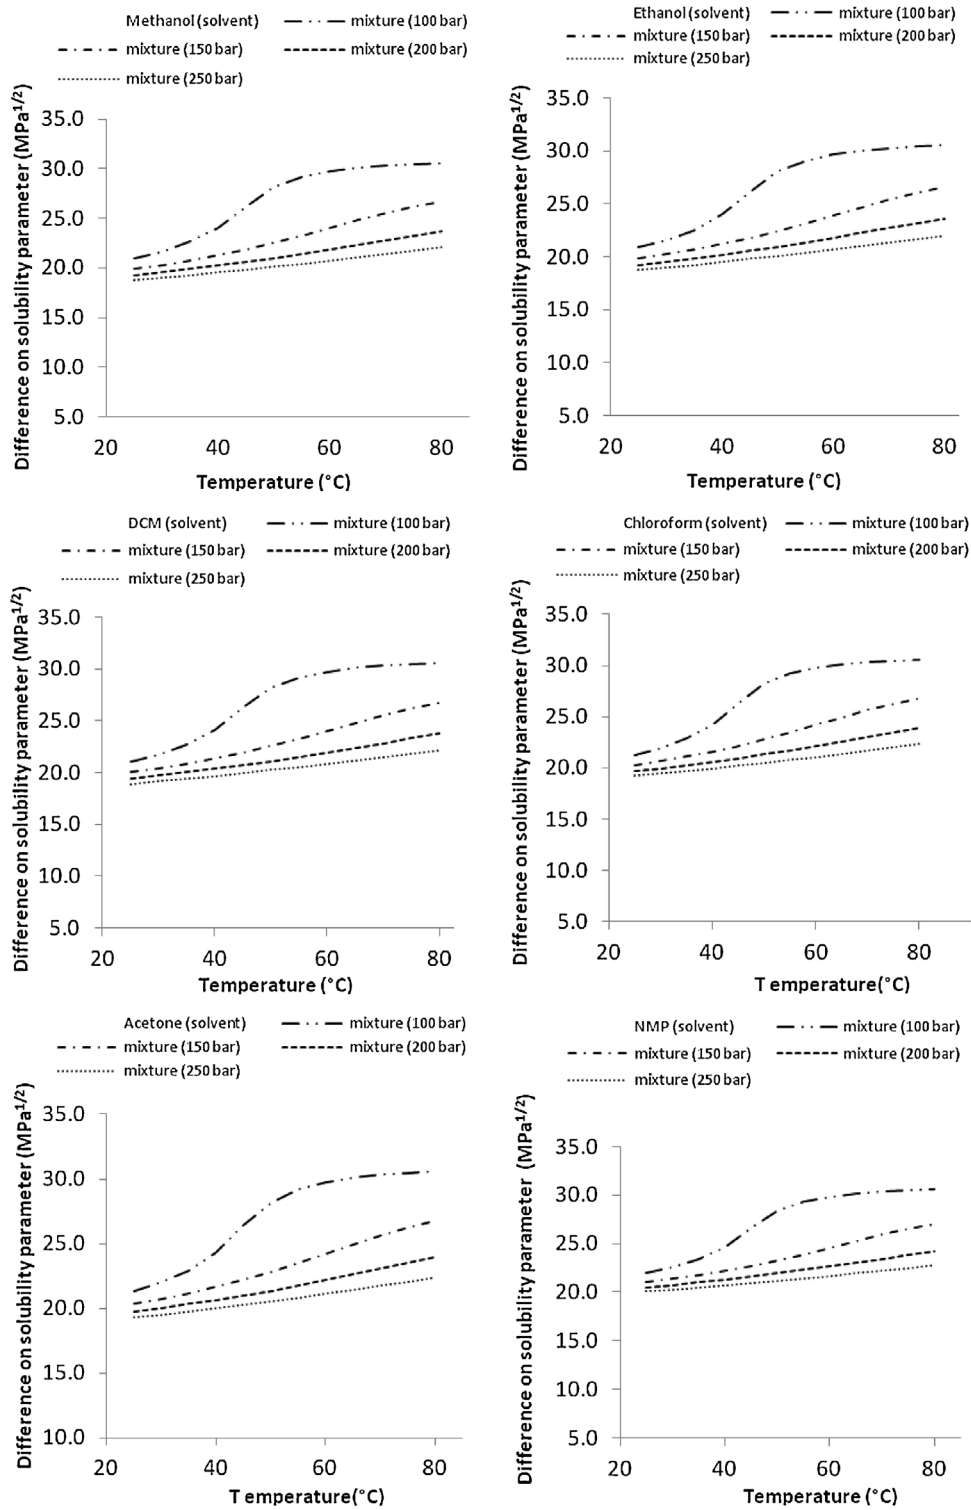 Methanol (solvent) mixture (100 bar)
mixture (150 bar) mixture (200 bar)
mixture (250 bar)
Difference on solubility parameter (MPa1/2)
35.0
30.0
25.0
20.0
15.0
10.0
5.0
20 40 60 80
Temperature (°C)
Ethanol (solvent) mixture (100 bar)
mixture (150 bar) mixture (200 bar)
mixture (250 bar)
Difference on solubility parameter (MPa1/2)
35.0
30.0
25.0
20.0
15.0
10.0
5.0
20 40 60 80
Temperature (°C)
DCM (solvent) mixture (100 bar)
mixture (150 bar) mixture (200 bar)
mixture (250 bar)
Difference on solubility parameter (MPa1/2)
35.0
30.0
25.0
20.0
15.0
10.0
5.0
20 40 60 80
Temperature (°C)
Chloroform (solvent) mixture (100 bar)
mixture (150 bar) mixture (200 bar)
mixture (250 bar)
Difference on solubility parameter (MPa1/2)
35.0
30.0
25.0
20.0
15.0
10.0
5.0
20 40 60 80
T emperature(°C)
Acetone (solvent) mixture (100 bar)
mixture (150 bar) mixture (200 bar)
mixture (250 bar)
Difference on solubility parameter (MPa1/2)
35.0
30.0
25.0
20.0
15.0
10.0
20 40 60 80
T emperature(°C)
NMP (solvent) mixture (100 bar)
mixture (150 bar) mixture (200 bar)
mixture (250 bar)
Difference on solubility parameter (MPa1/2)
35.0
30.0
25.0
20.0
15.0
10.0
5.0
20 40 60 80
Temperature (°C)